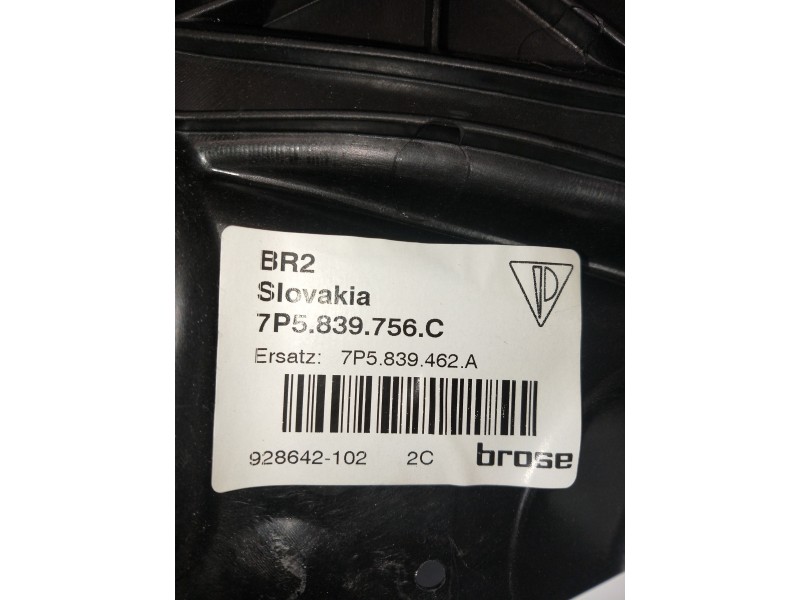 BR2
Slovakia
7P5.839.756.C
Ersatz: 7P5.839.462.A
928642-102 2C brose